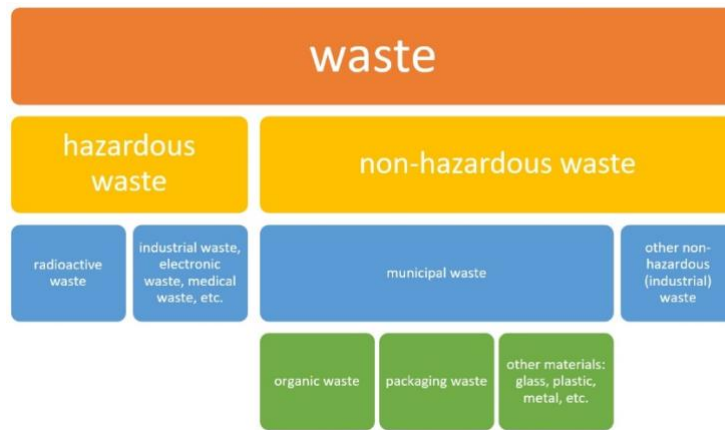 waste
hazardous
waste
non-hazardous waste
radioactive
waste
industrial waste,
electronic
waste, medical
waste, etc.
municipal waste
other non-
hazardous
(industrial)
waste
organic waste
packaging waste
other materials:
glass, plastic,
metal, etc.